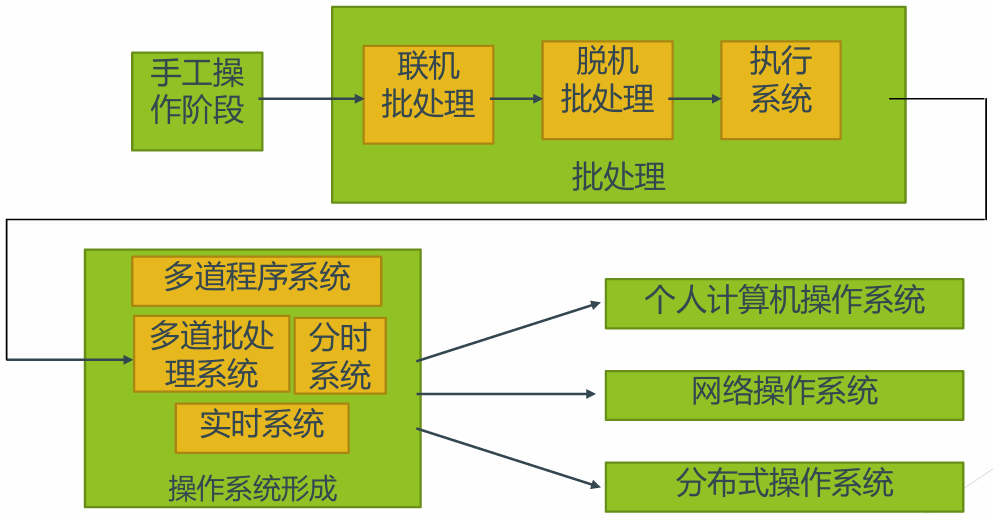 手工操
作阶段
联机
批处理
脱机
批处理
执行
系统
批处理
多道程序系统
多道批处
理系统
分时
系统
实时系统
操作系统形成
个人计算机操作系统
网络操作系统
分布式操作系统